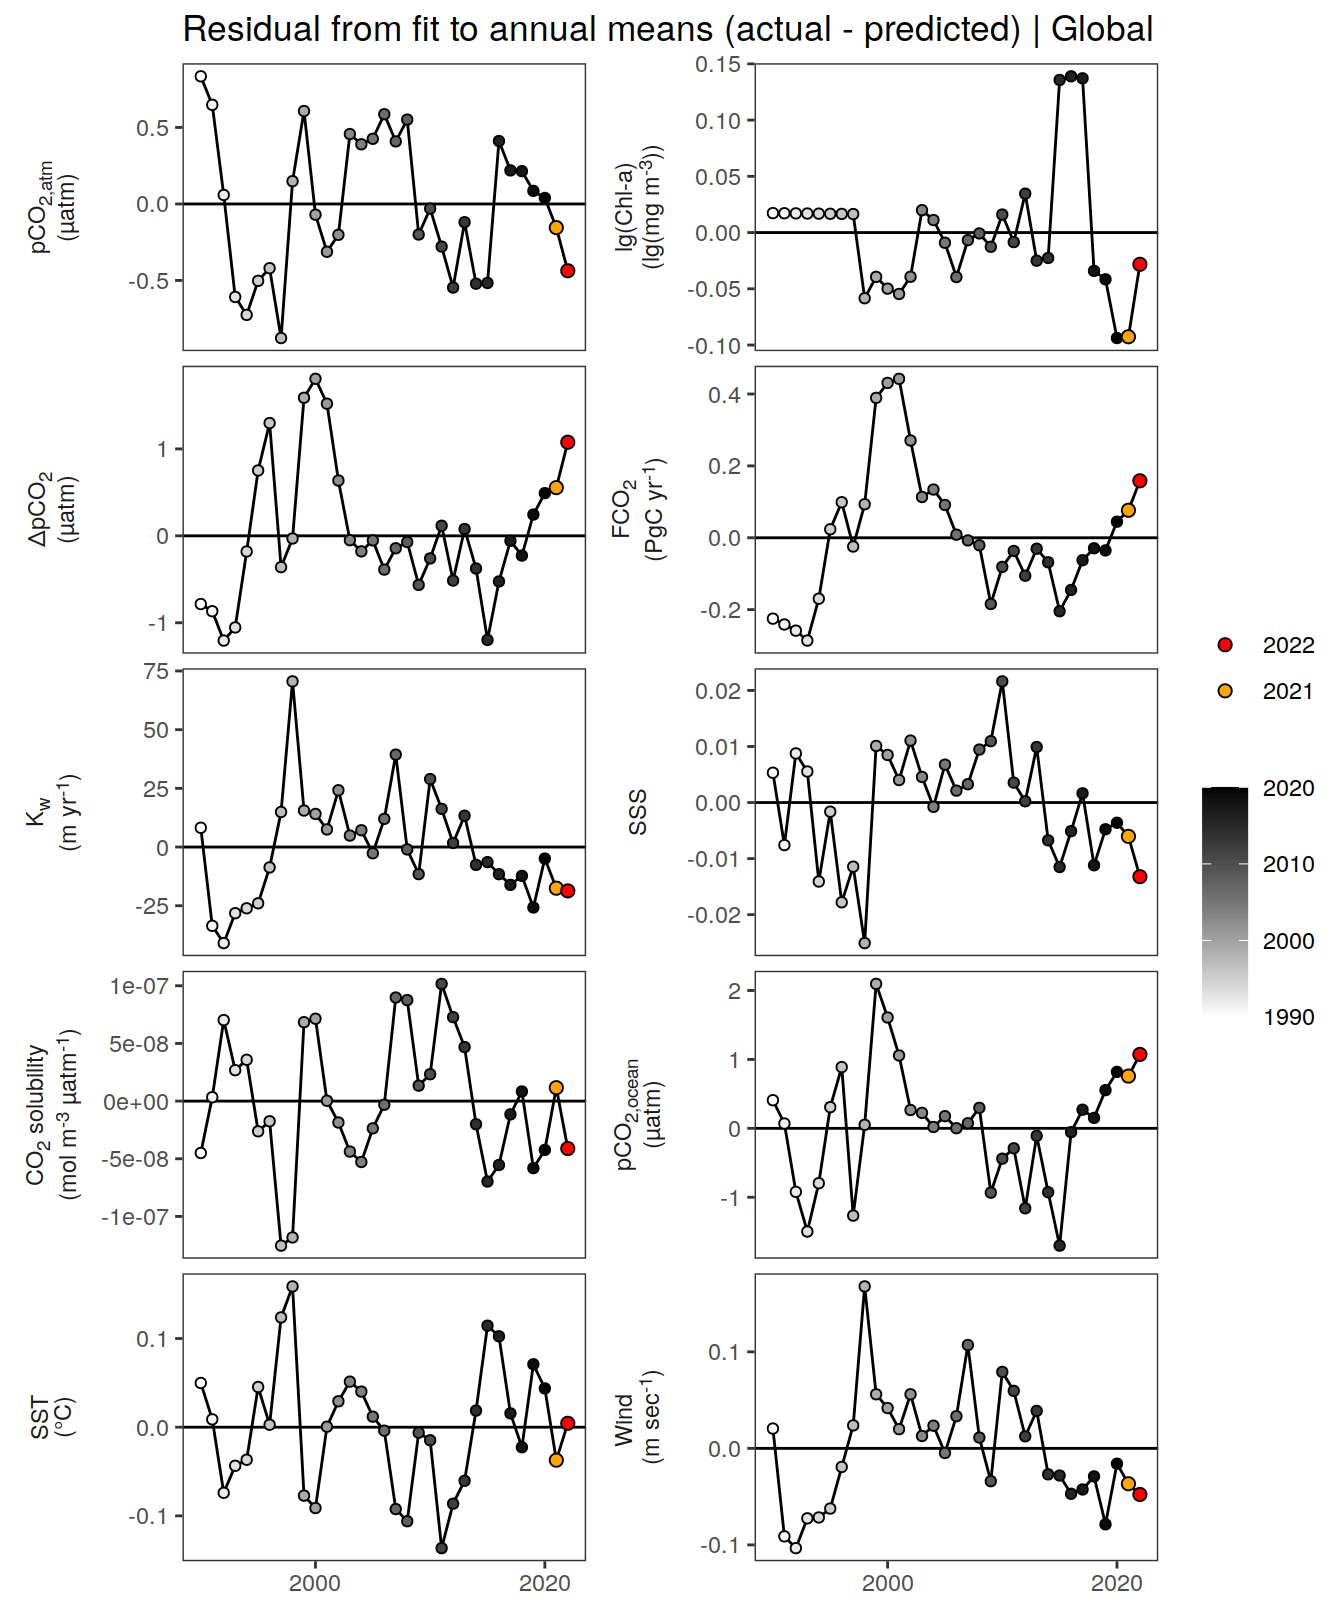 Residual from fit to annual means (actual - predicted) | Global
pCO2,atm
(µatm)
0.5
0.0
-0.5
lg(Chl-a)
(lg(mg m-3))
0.15
0.10
0.05
0.00
-0.05
-0.10
ΔpCO2
(µatm)
1
0
-1
FCO2
(PgC yr-1)
0.4
0.2
0.0
-0.2
Kw
(m yr-1)
75
50
25
0
-25
SSS
0.02
0.01
0.00
-0.01
-0.02
CO2 solubility
(mol m-3 µatm-1)
1e-07
5e-08
0e+00
-5e-08
-1e-07
pCO2,ocean
(µatm)
2
1
0
-1
SST
(°C)
0.1
0.0
-0.1
2000
2020
Wind
(m sec-1)
0.1
0.0
-0.1
2000
2020
2022
2021
2020
2010
2000
1990